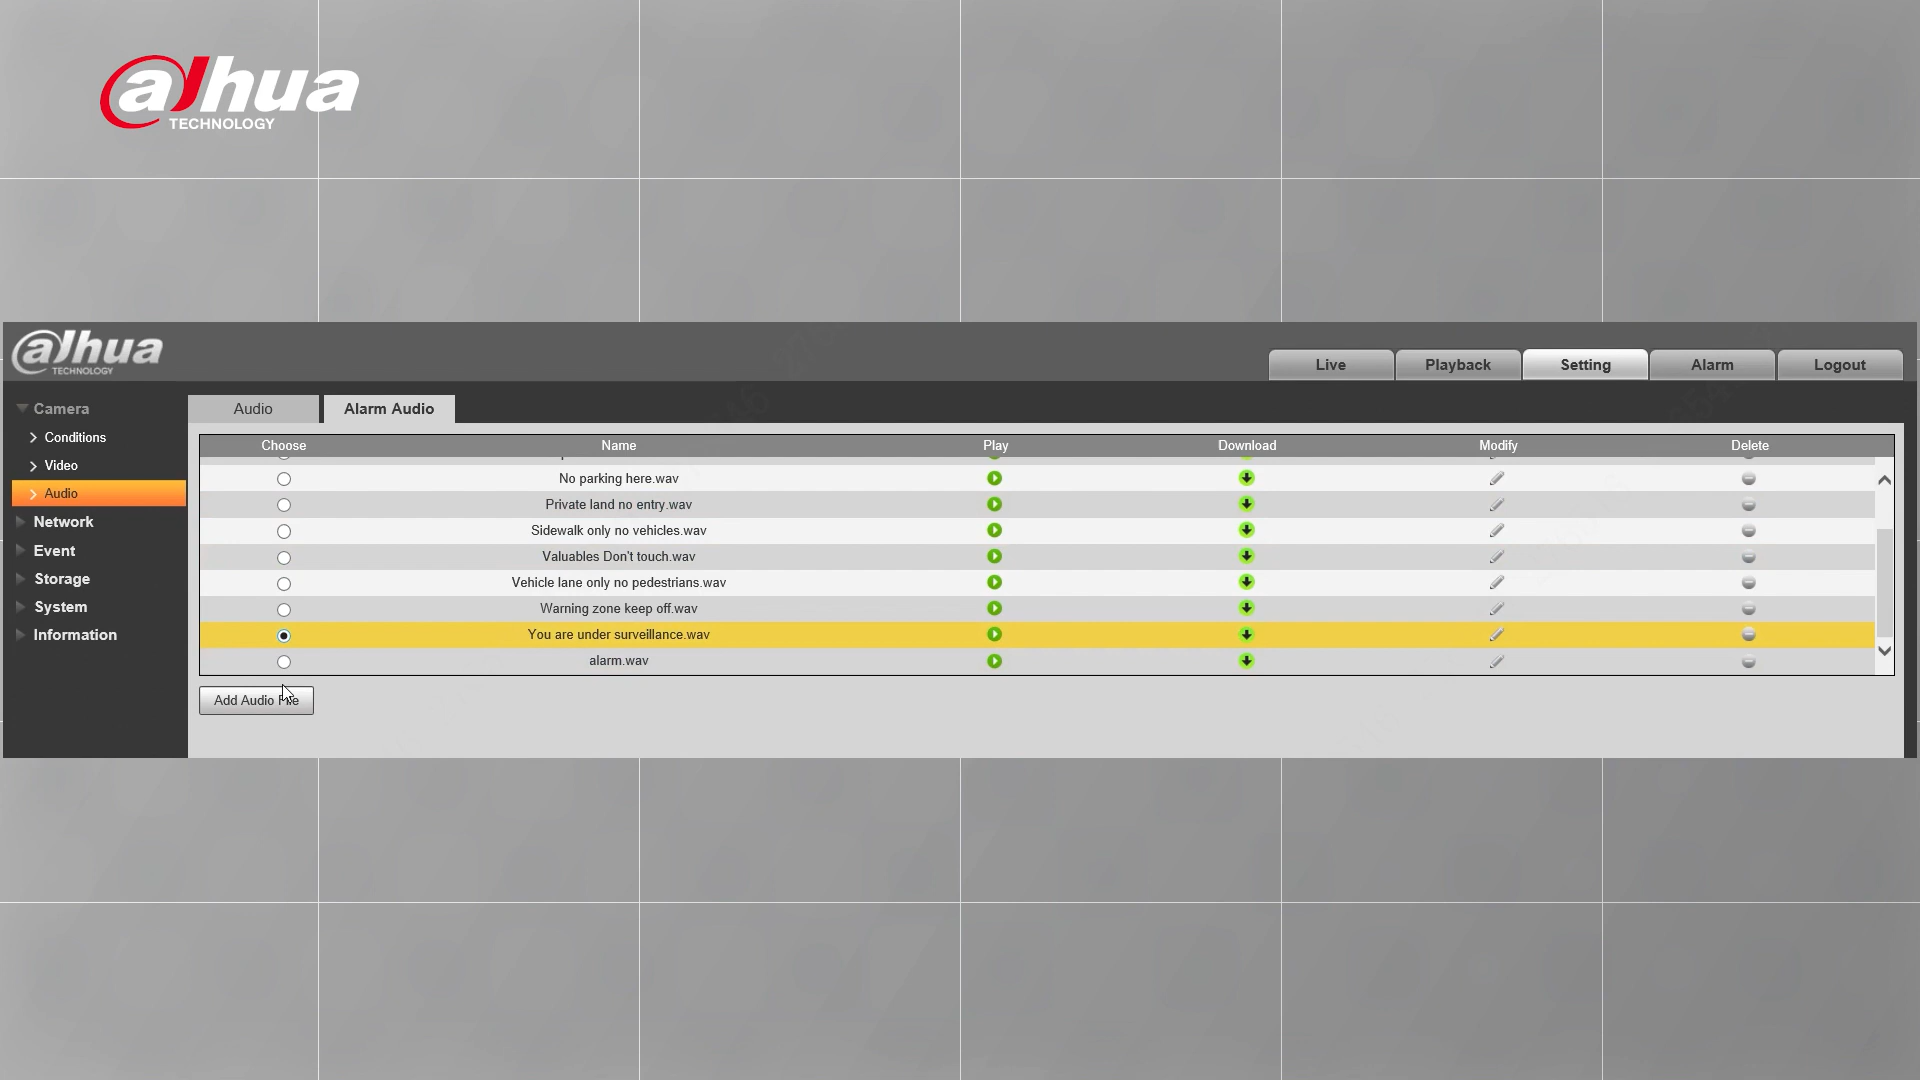 alhua
TECHNOLOGY
alhua
TECHNOLOGY
Live
Playback
Setting
Alarm
Logout
Camera
Conditions
Video
Audio
Network
Event
Storage
System
Information
Audio
Alarm Audio
Choose Name Play Download Modify Delete
No parking here.wav
Private land no entry.wav
Sidewalk only no vehicles.wav
Valuables Don't touch.wav
Vehicle lane only no pedestrians.wav
Warning zone keep off.wav
You are under surveillance.wav
alarm.wav
Add Audio File